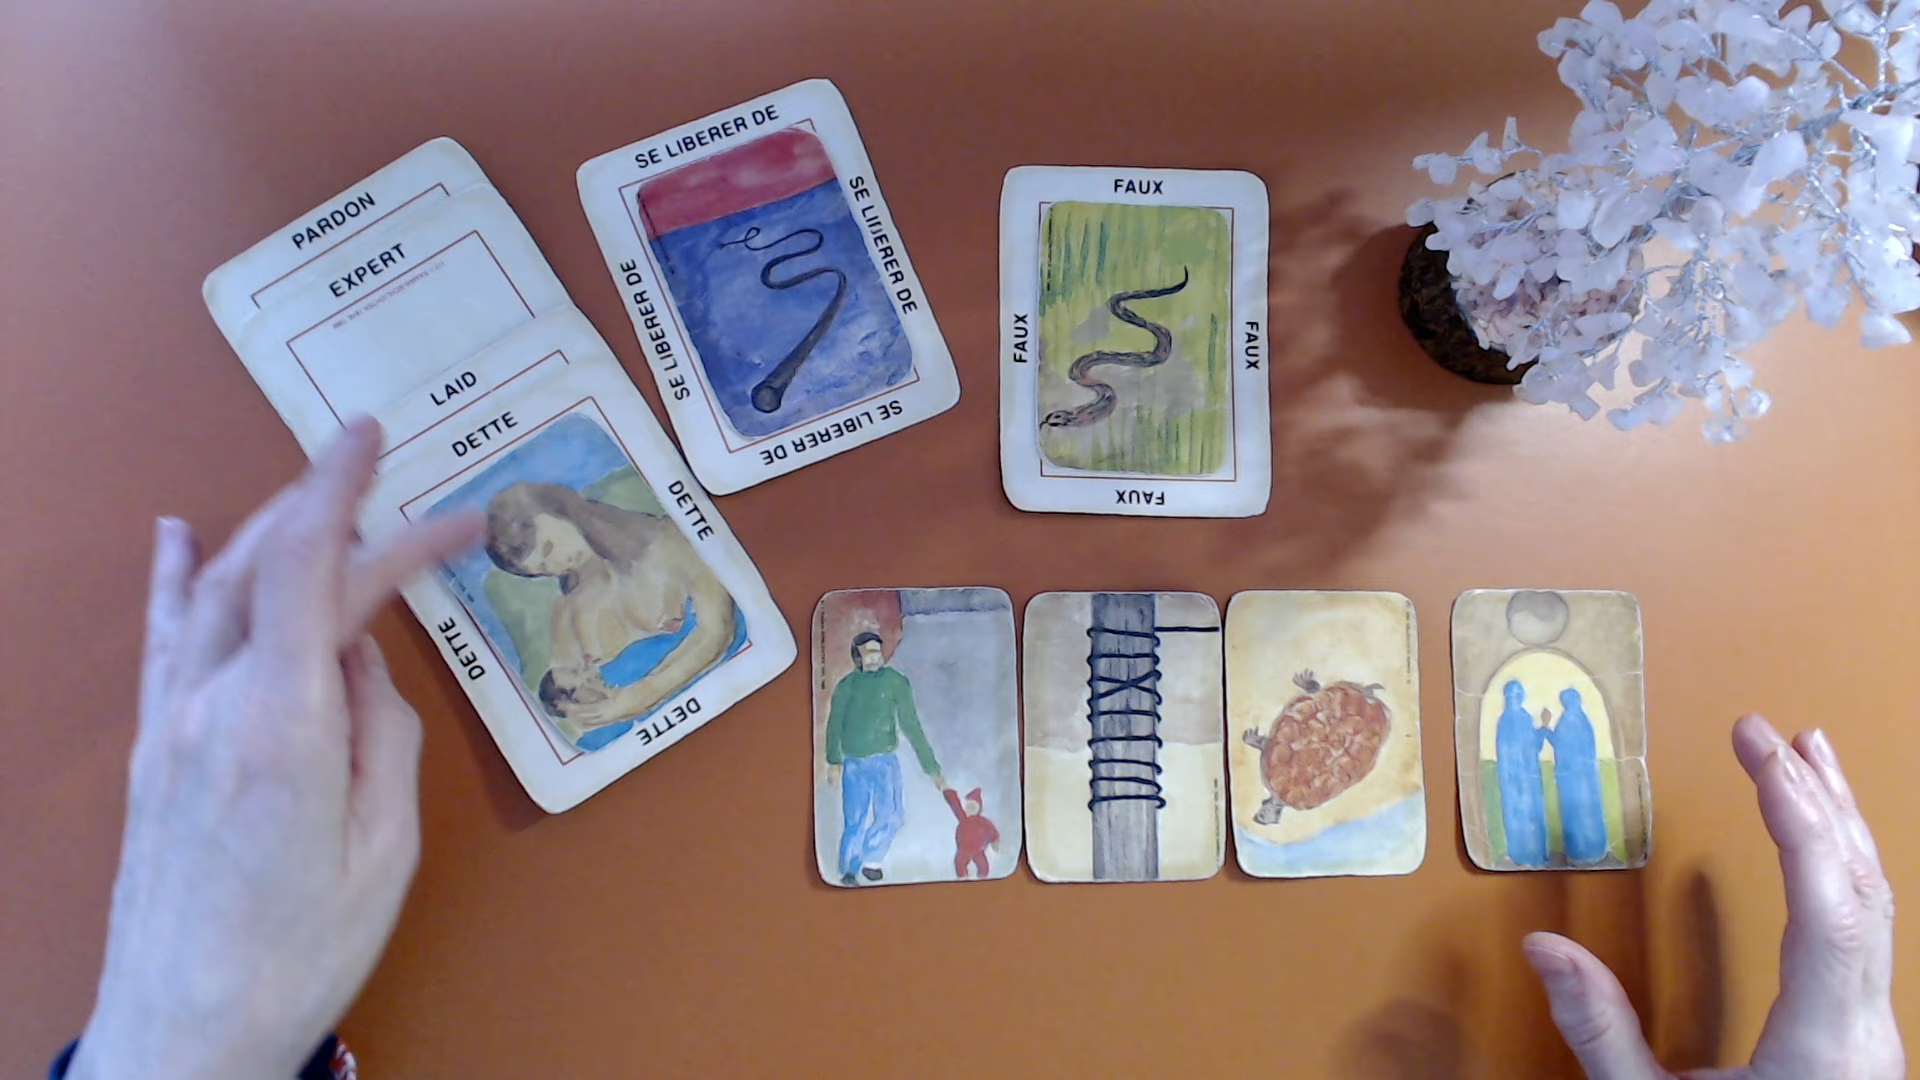 PARDON
EXPERT
LAID
DETTE
DETTE
DETTE
DETTE
SE LIBERER DE
SE LIBERER DE
SE LIBERER DE
SE LIBERER DE
FAUX
FAUX
FAUX
FAUX